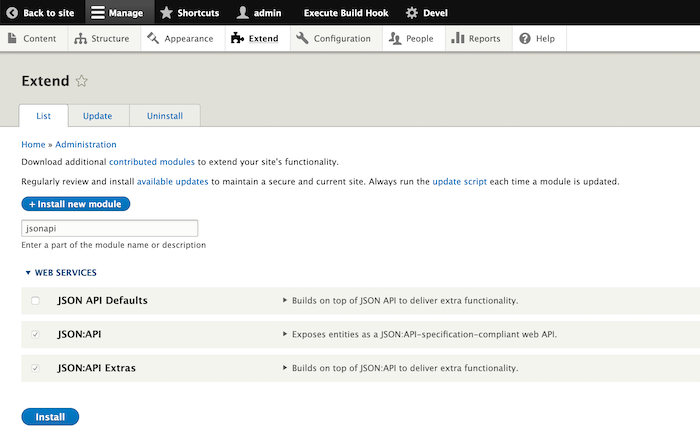 Back to site Manage Shortcuts admin Execute Build Hook Devel
Content Structure Appearance Extend Configuration People Reports Help
Extend
List Update Uninstall
Home » Administration
Download additional contributed modules to extend your site's functionality.
Regularly review and install available updates to maintain a secure and current site. Always run the update script each time a module is updated.
+ Install new module
jsonapi
Enter a part of the module name or description
▼ WEB SERVICES
JSON API Defaults ▶ Builds on top of JSON API to deliver extra functionality.
JSON:API ▶ Exposes entities as a JSON:API-specification-compliant web API.
JSON:API Extras ▶ Builds on top of JSON:API to deliver extra functionality.
Install